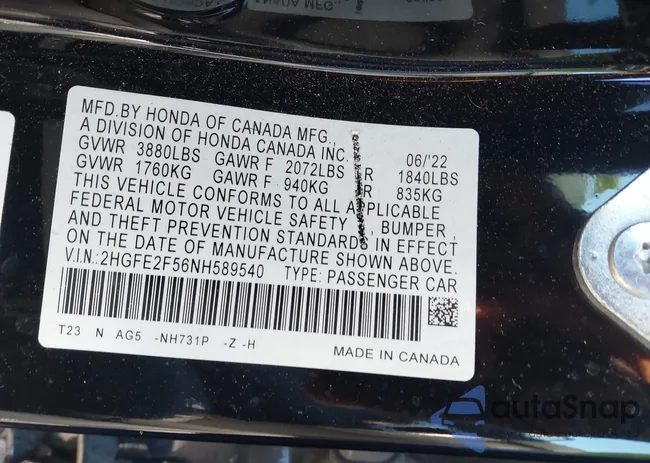 MFD.BY HONDA OF CANADA MFG.,
A DIVISION OF HONDA CANADA INC. 06/'22
GVWR 3880LBS GAWR F 2072LBS R 1840LBS
GVWR 1760KG GAWR F 940KG R 835KG
THIS VEHICLE CONFORMS TO ALL APPLICABLE
FEDERAL MOTOR VEHICLE SAFETY, BUMPER,
AND THEFT PREVENTION STANDARDS IN EFFECT
ON THE DATE OF MANUFACTURE SHOWN ABOVE.
V.I.N.:2HGFE2F56NH589540 TYPE: PASSENGER CAR
T23 N AG5 -NH731P -Z -H
MADE IN CANADA
autoSnap